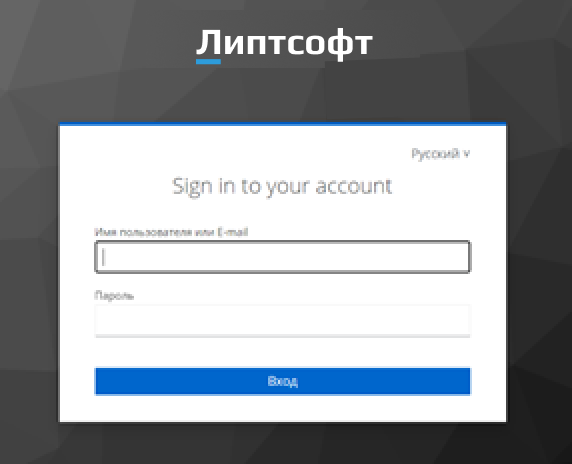 Липтсофт
Русский
Sign in to your account
Имя пользователя или E-mail
Пароль
Вход